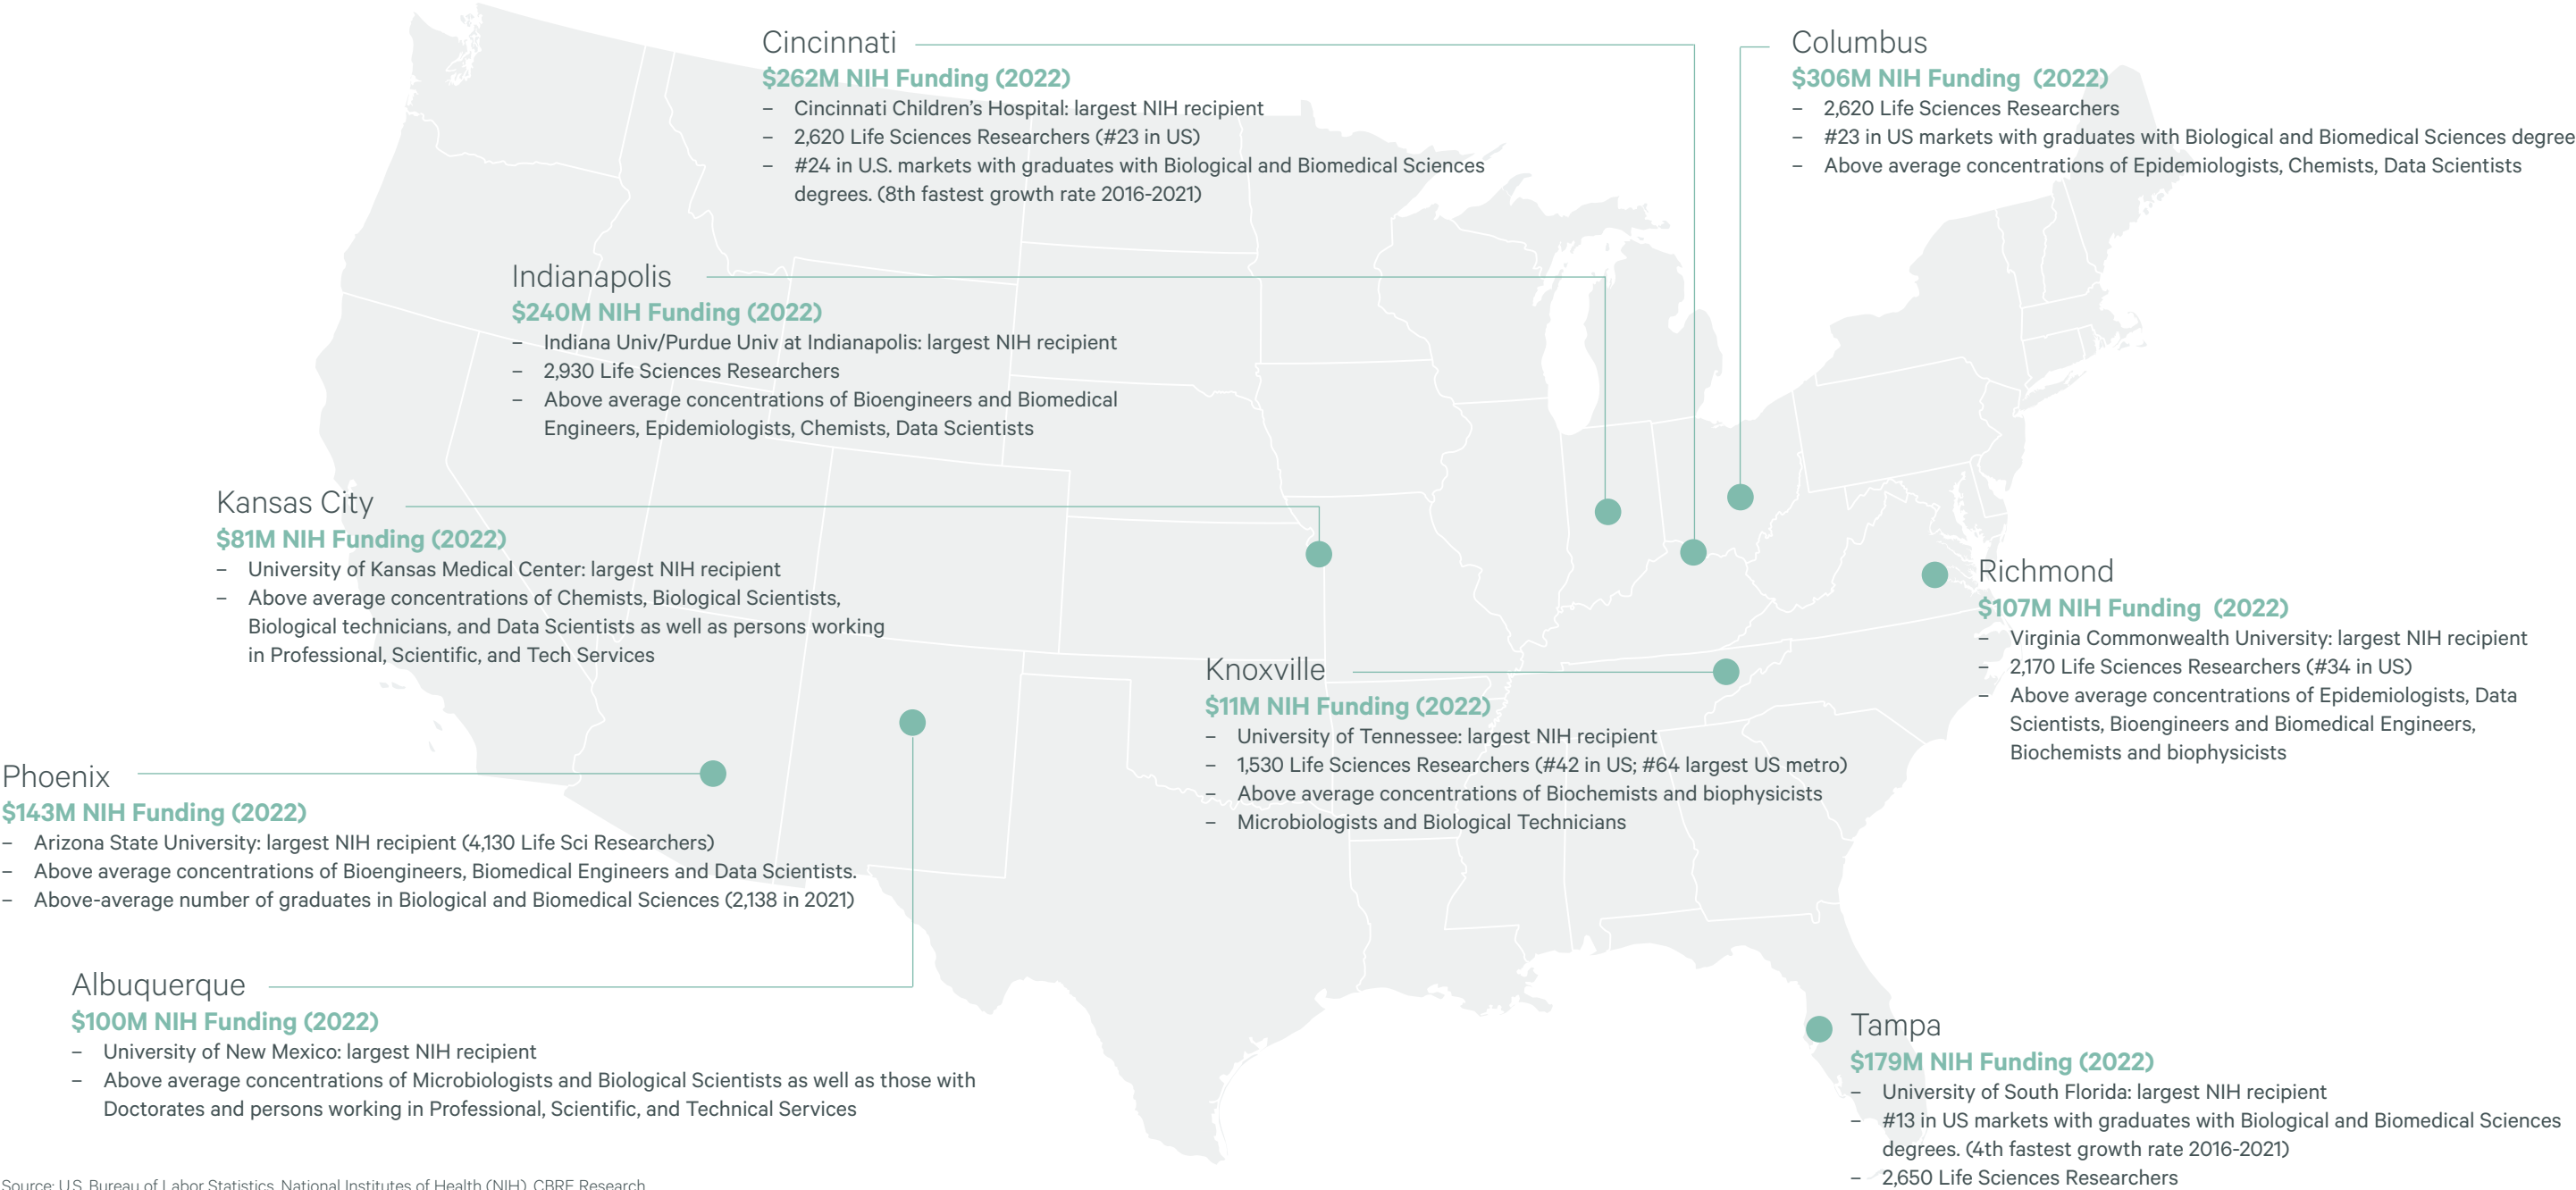 Cincinnati
$262M NIH Funding (2022)
– Cincinnati Children’s Hospital: largest NIH recipient
– 2,620 Life Sciences Researchers (#23 in US)
– #24 in U.S. markets with graduates with Biological and Biomedical Sciences
degrees. (8th fastest growth rate 2016-2021)
Columbus
$306M NIH Funding (2022)
– 2,620 Life Sciences Researchers
– #23 in US markets with graduates with Biological and Biomedical Sciences degree
– Above average concentrations of Epidemiologists, Chemists, Data Scientists
Indianapolis
$240M NIH Funding (2022)
– Indiana Univ/Purdue Univ at Indianapolis: largest NIH recipient
– 2,930 Life Sciences Researchers
– Above average concentrations of Bioengineers and Biomedical
Engineers, Epidemiologists, Chemists, Data Scientists
Kansas City
$81M NIH Funding (2022)
– University of Kansas Medical Center: largest NIH recipient
– Above average concentrations of Chemists, Biological Scientists,
Biological technicians, and Data Scientists as well as persons working
in Professional, Scientific, and Tech Services
Richmond
$107M NIH Funding (2022)
– Virginia Commonwealth University: largest NIH recipient
– 2,170 Life Sciences Researchers (#34 in US)
– Above average concentrations of Epidemiologists, Data
Scientists, Bioengineers and Biomedical Engineers,
Biochemists and biophysicists
Knoxville
$11M NIH Funding (2022)
– University of Tennessee: largest NIH recipient
– 1,530 Life Sciences Researchers (#42 in US; #64 largest US metro)
– Above average concentrations of Biochemists and biophysicists
– Microbiologists and Biological Technicians
Phoenix
$143M NIH Funding (2022)
– Arizona State University: largest NIH recipient (4,130 Life Sci Researchers)
– Above average concentrations of Bioengineers, Biomedical Engineers and Data Scientists.
– Above-average number of graduates in Biological and Biomedical Sciences (2,138 in 2021)
Albuquerque
$100M NIH Funding (2022)
– University of New Mexico: largest NIH recipient
– Above average concentrations of Microbiologists and Biological Scientists as well as those with
Doctorates and persons working in Professional, Scientific, and Technical Services
Tampa
$179M NIH Funding (2022)
– University of South Florida: largest NIH recipient
– #13 in US markets with graduates with Biological and Biomedical Sciences
degrees. (4th fastest growth rate 2016-2021)
– 2,650 Life Sciences Researchers
Source: U.S. Bureau of Labor Statistics, National Institutes of Health (NIH), CBRE Research